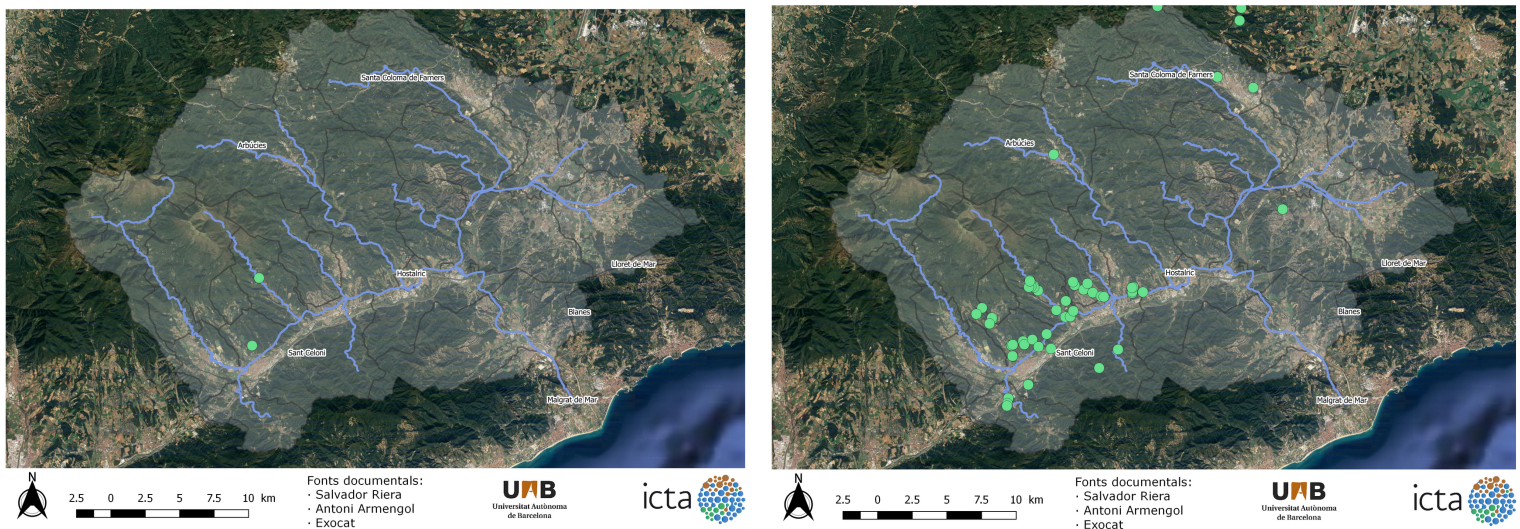 Santa Coloma de Farners
Arbúcies
Hostalric
Lloret de Mar
Blanes
Sant Celoni
Malgrat de Mar
N
2.5 0 2.5 5 7.5 10 km
Fonts documentals:
· Salvador Riera
· Antoni Armengol
· Exocat
UAB
Universitat Autònoma
de Barcelona
icta
Santa Coloma de Farners
Arbúcies
Hostalric
Lloret de Mar
Blanes
Sant Celoni
Malgrat de Mar
N
2.5 0 2.5 5 7.5 10 km
Fonts documentals:
· Salvador Riera
· Antoni Armengol
· Exocat
UAB
Universitat Autònoma
de Barcelona
icta